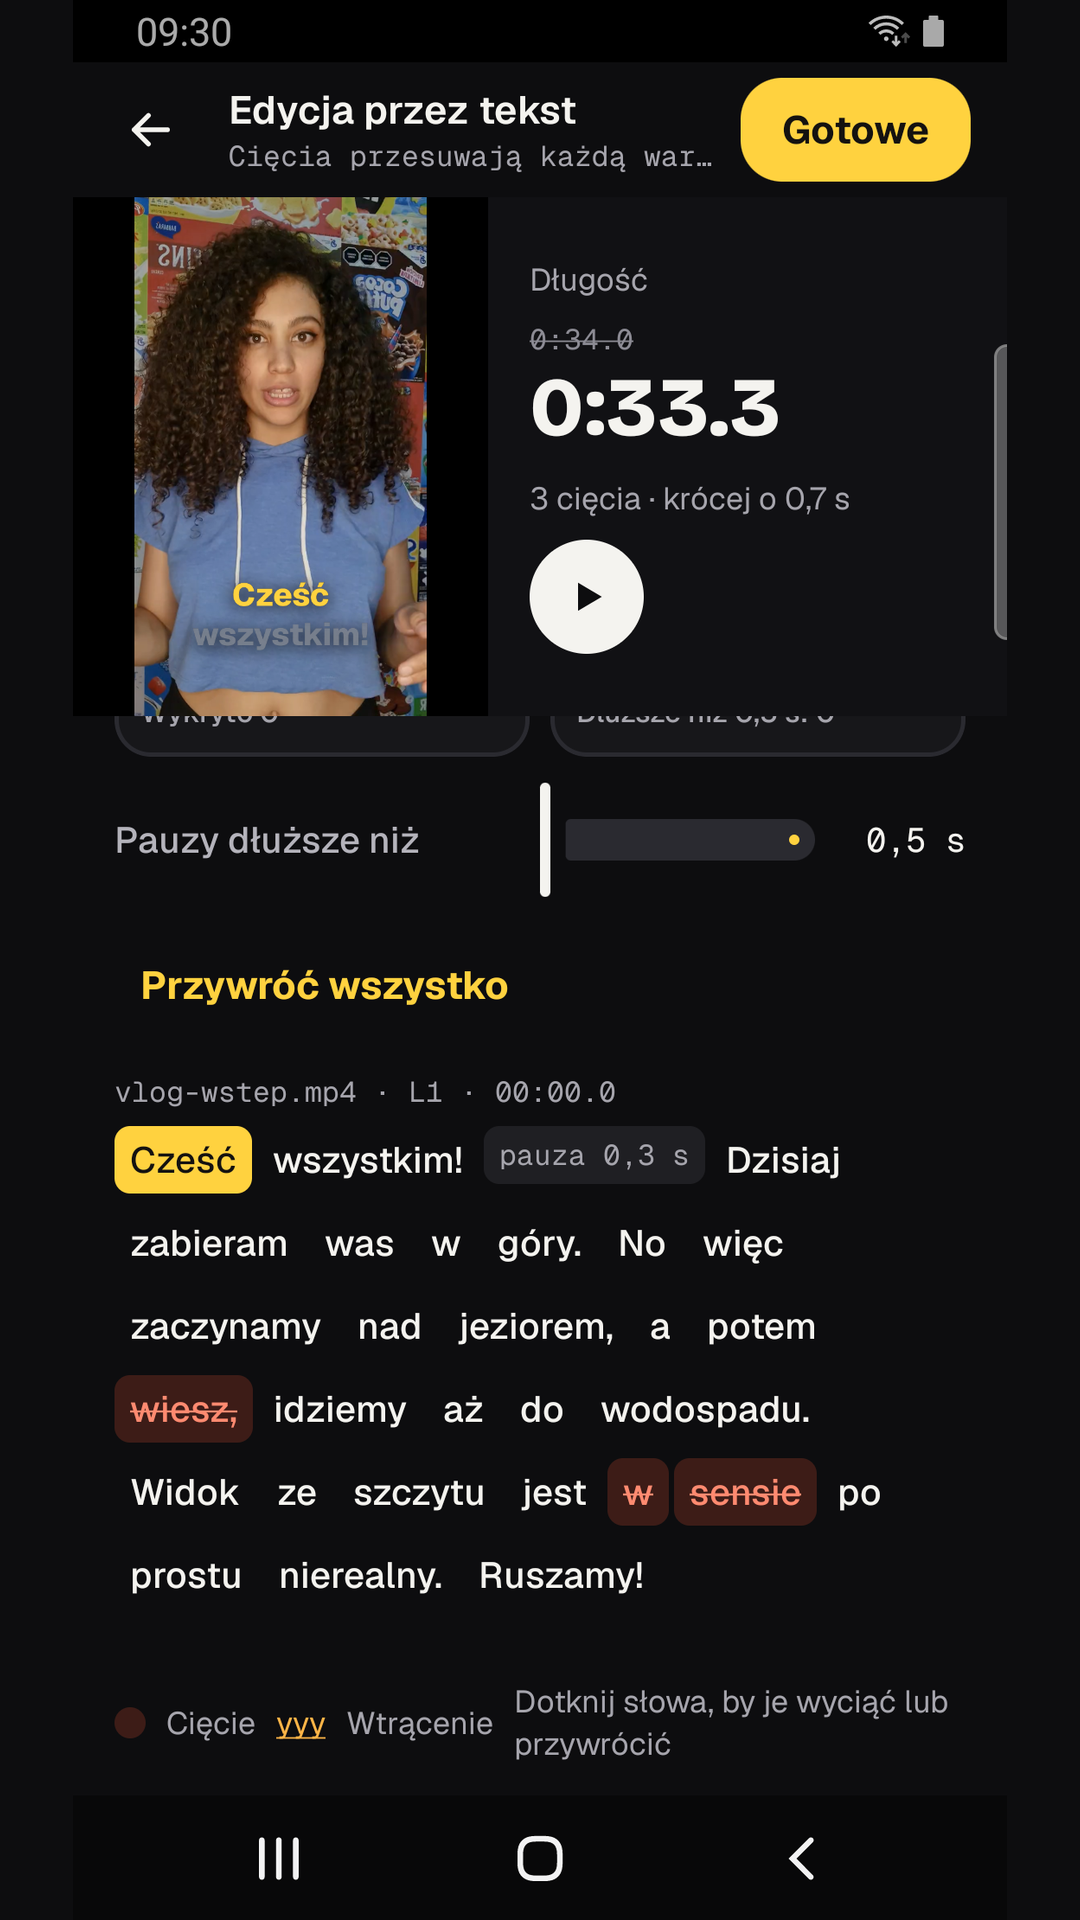 09:30
Edycja przez tekst
Cięcia przesuwają każdą war…
Gotowe
Cocoa
Długość
0:34.0
0:33.3
3 cięcia · krócej o 0,7 s
Cześć
wszystkim!
Pauzy dłuższe niż
0,5 s
Przywróć wszystko
vlog-wstep.mp4 · L1 · 00:00.0
Cześć wszystkim! pauza 0,3 s Dzisiaj
zabieram was w góry. No więc
zaczynamy nad jeziorem, a potem
wiesz, idziemy aż do wodospadu.
Widok ze szczytu jest w sensie po
prostu nierealny. Ruszamy!
Cięcie yyy Wtrącenie Dotknij słowa, by je wyciąć lub
przywrócić